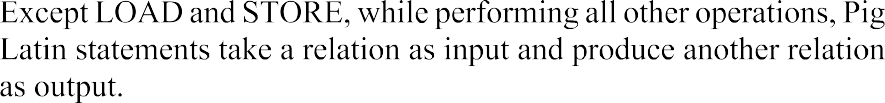 Except LOAD and STORE, while performing all other operations, Pig
Latin statements take a relation as input and produce another relation
as output.